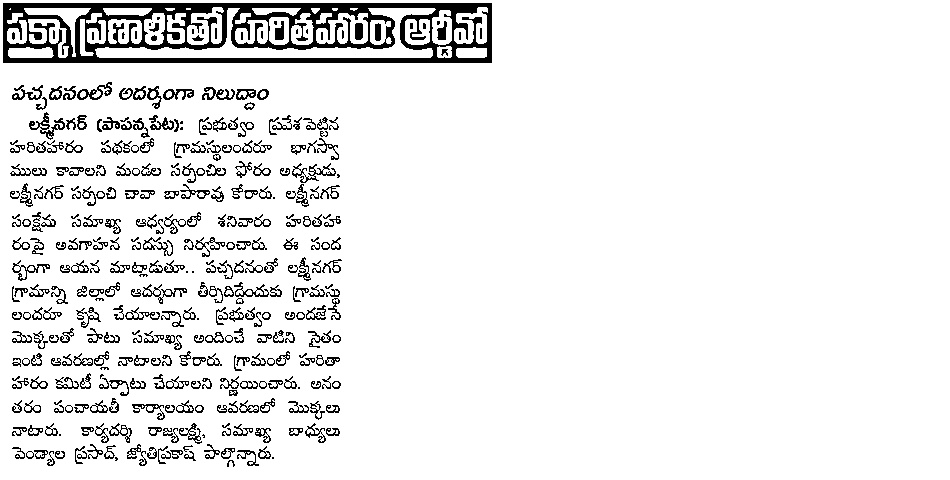 పక్కా ప్రణాళికతో హరితహారం: ఆర్డీవో
పచ్చదనంలో అదర్శంగా నిలుద్దాం
లక్ష్మీనగర్ (పాపన్నపేట): ప్రభుత్వం ప్రవేశపెట్టిన
హరితహారం పథకంలో గ్రామస్థులందరూ భాగస్వా
ములు కావాలని మండల సర్పంచిల ఫోరం అధ్యక్షుడు,
లక్ష్మీనగర్ సర్పంచి చావా బాపారావు కోరారు. లక్ష్మీనగర్
సంక్షేమ సమాఖ్య ఆధ్వర్యంలో శనివారం హరితహా
రంపై అవగాహన సదస్సు నిర్వహించారు. ఈ సంద
ర్భంగా ఆయన మాట్లాడుతూ.. పచ్చదనంతో లక్ష్మీనగర్
గ్రామాన్ని జిల్లాలో ఆదర్శంగా తీర్చిదిద్దేందుకు గ్రామస్థు
లందరూ కృషి చేయాలన్నారు. ప్రభుత్వం అందజేసే
మొక్కలతో పాటు సమాఖ్య అందించే వాటిని సైతం
ఇంటి ఆవరణల్లో నాటాలని కోరారు. గ్రామంలో హరితా
హారం కమిటీ ఏర్పాటు చేయాలని నిర్ణయించారు. అనం
తరం పంచాయతీ కార్యాలయం ఆవరణలో మొక్కలు
నాటారు. కార్యదర్శి రాజ్యలక్ష్మి, సమాఖ్య బాధ్యులు
పెండ్యాల ప్రసాద్, జ్యోతిప్రకాష్ పాల్గొన్నారు.